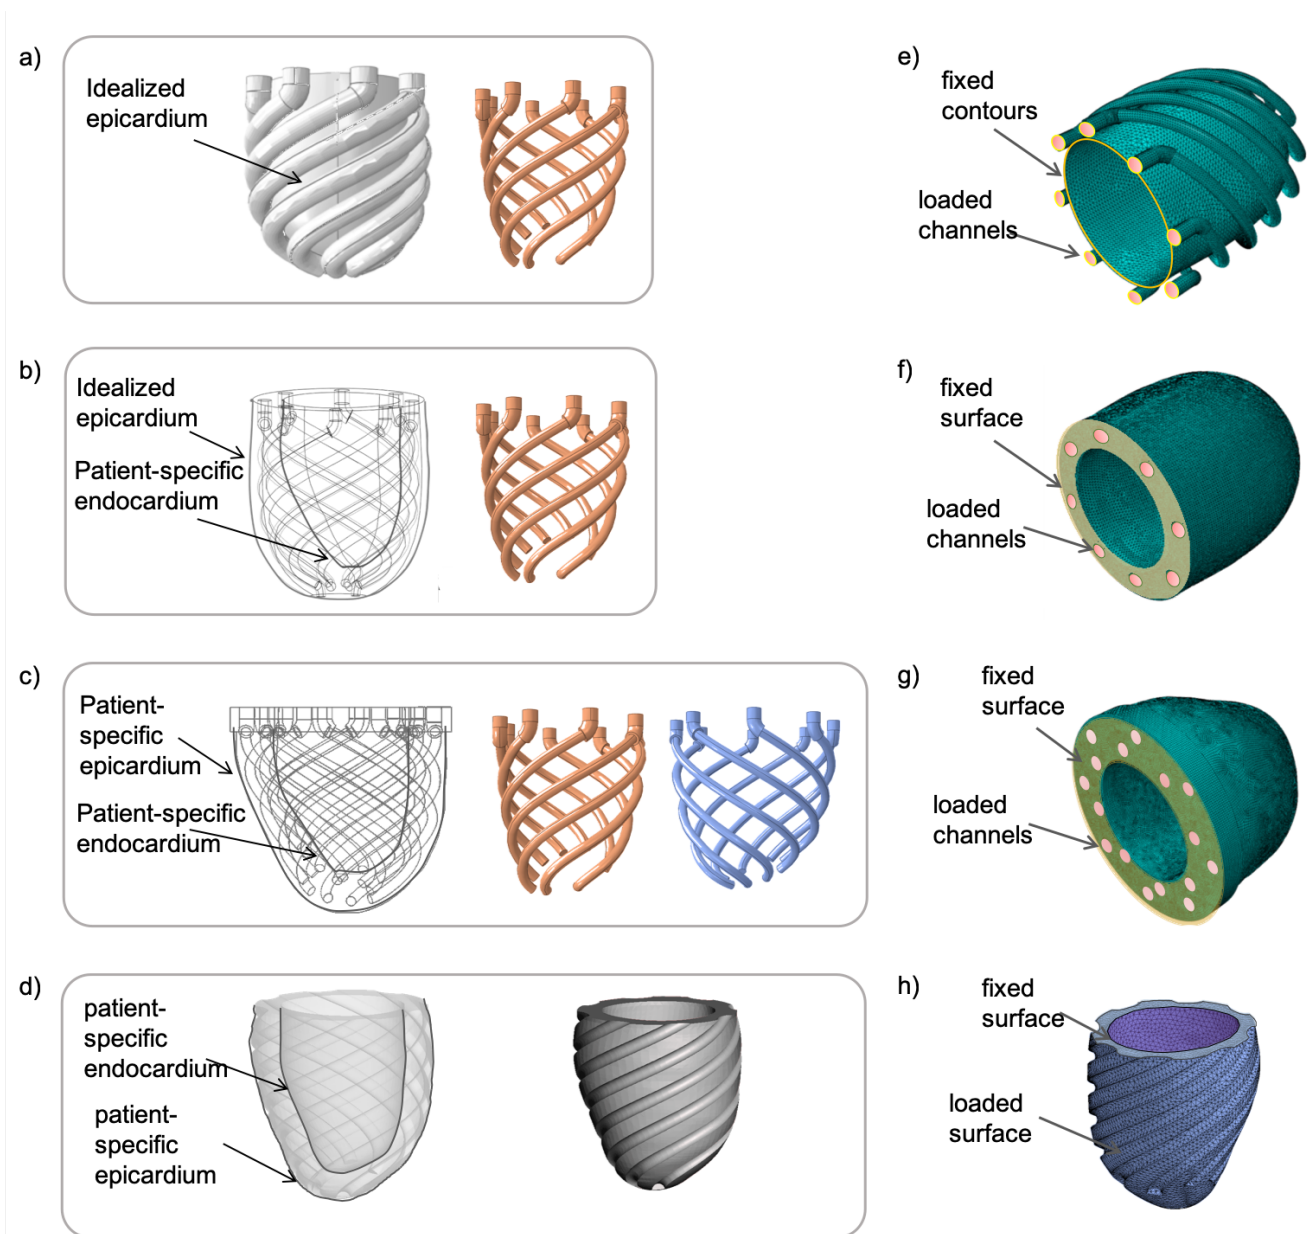 a)
Idealized
epicardium
e)
fixed
contours
loaded
channels
b)
Idealized
epicardium
Patient-specific
endocardium
f)
fixed
surface
loaded
channels
c)
Patient-
specific
epicardium
Patient-specific
endocardium
g)
fixed
surface
loaded
channels
d)
patient-
specific
endocardium
patient-
specific
epicardium
h)
fixed
surface
loaded
surface